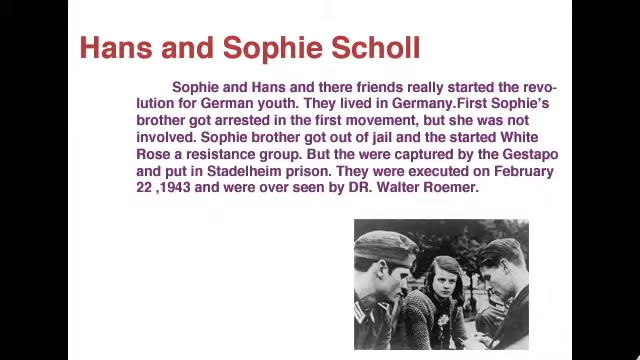 Hans and Sophie Scholl
Sophie and Hans and there friends really started the revo-
lution for German youth. They lived in Germany.First Sophie's
brother got arrested in the first movement, but she was not
involved. Sophie brother got out of jail and the started White
Rose a resistance group. But the were captured by the Gestapo
and put in Stadelheim prison. They were executed on February
22 ,1943 and were over seen by DR. Walter Roemer.